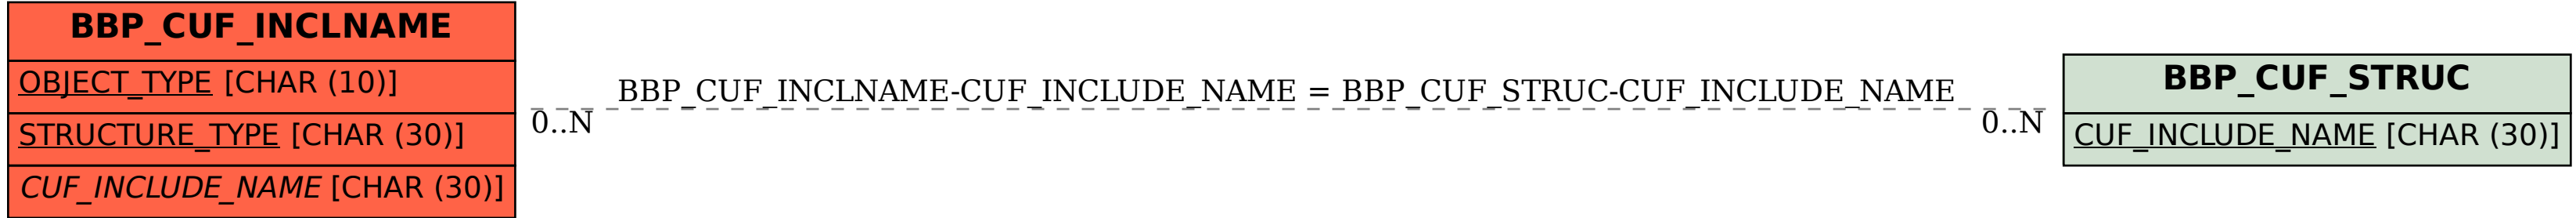 BBP_CUF_INCLNAME
OBJECT_TYPE [CHAR (10)]
STRUCTURE_TYPE [CHAR (30)]
CUF_INCLUDE_NAME [CHAR (30)]
BBP_CUF_INCLNAME-CUF_INCLUDE_NAME = BBP_CUF_STRUC-CUF_INCLUDE_NAME
0..N
0..N
BBP_CUF_STRUC
CUF_INCLUDE_NAME [CHAR (30)]